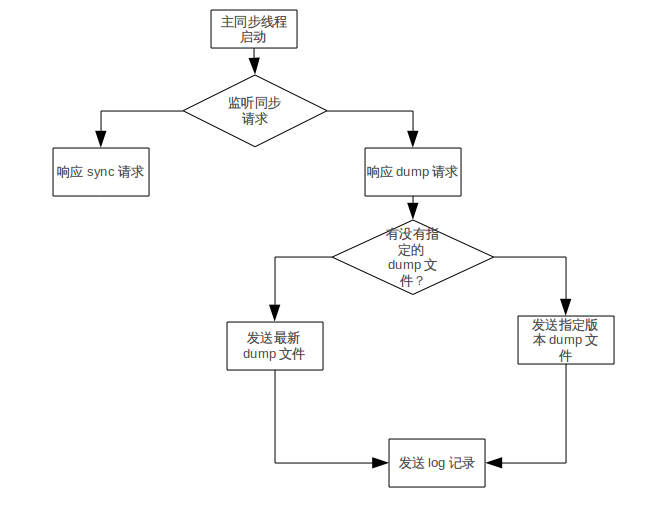 主同步线程
启动
监听同步
请求
响应 sync 请求
响应 dump 请求
有没有指
定的
dump 文
件？
发送最新
dump 文件
发送指定版
本 dump 文
件
发送 log 记录